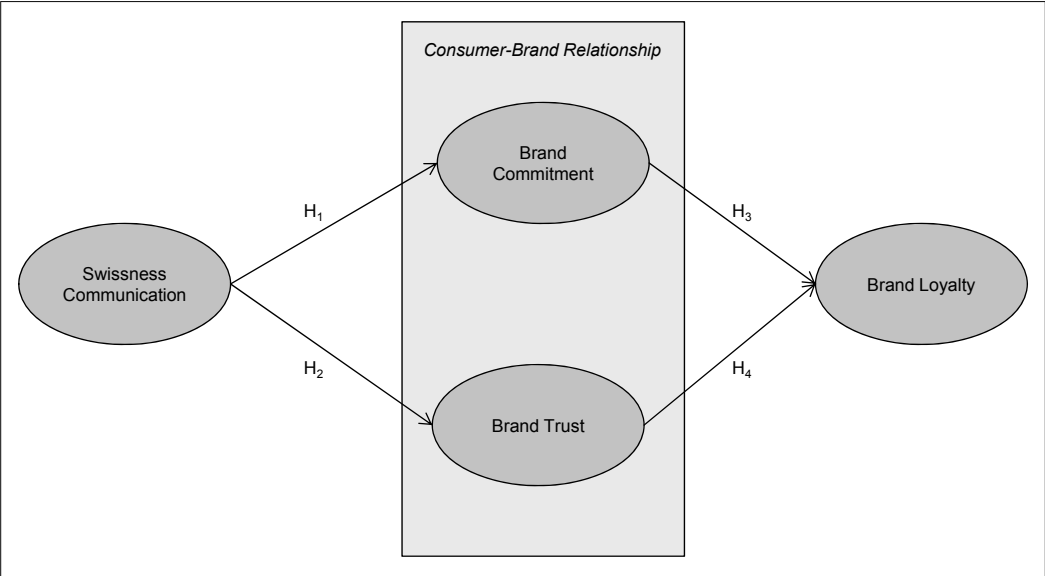 Consumer-Brand Relationship
Brand
Commitment
H₁
H₃
Swissness
Communication
Brand Loyalty
H₂
H₄
Brand Trust